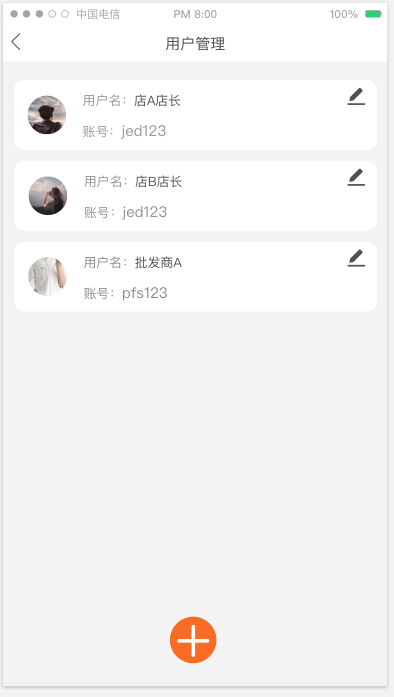 中国电信 PM 8:00 100%
用户管理
用户名：店A店长
账号：jed123
用户名：店B店长
账号：jed123
用户名：批发商A
账号：pfs123